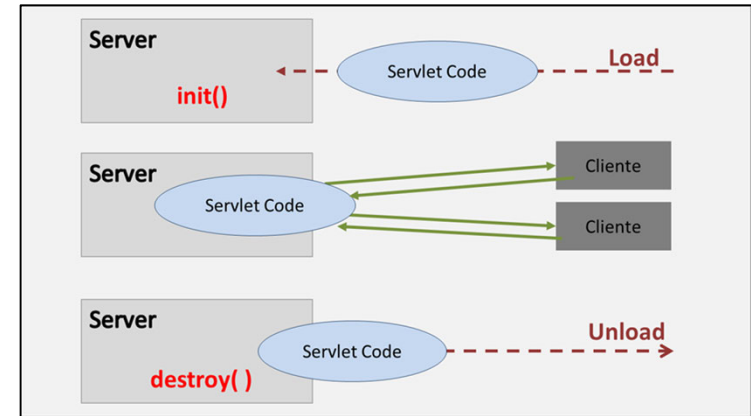 Server
Load
Servlet Code
init()
Server
Cliente
Servlet Code
Cliente
Server
Unload
Servlet Code
destroy( )